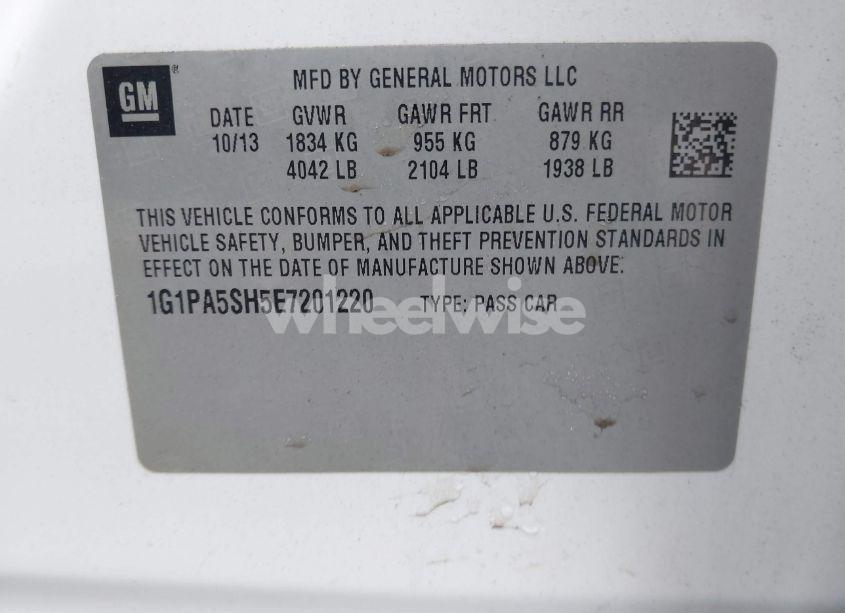 GM®
MFD BY GENERAL MOTORS LLC
DATE GVWR GAWR FRT GAWR RR
10/13 1834 KG 955 KG 879 KG
4042 LB 2104 LB 1938 LB
THIS VEHICLE CONFORMS TO ALL APPLICABLE U.S. FEDERAL MOTOR
VEHICLE SAFETY, BUMPER, AND THEFT PREVENTION STANDARDS IN
EFFECT ON THE DATE OF MANUFACTURE SHOWN ABOVE.
1G1PA5SH5E7201220 TYPE: PASS CAR
wheelwise